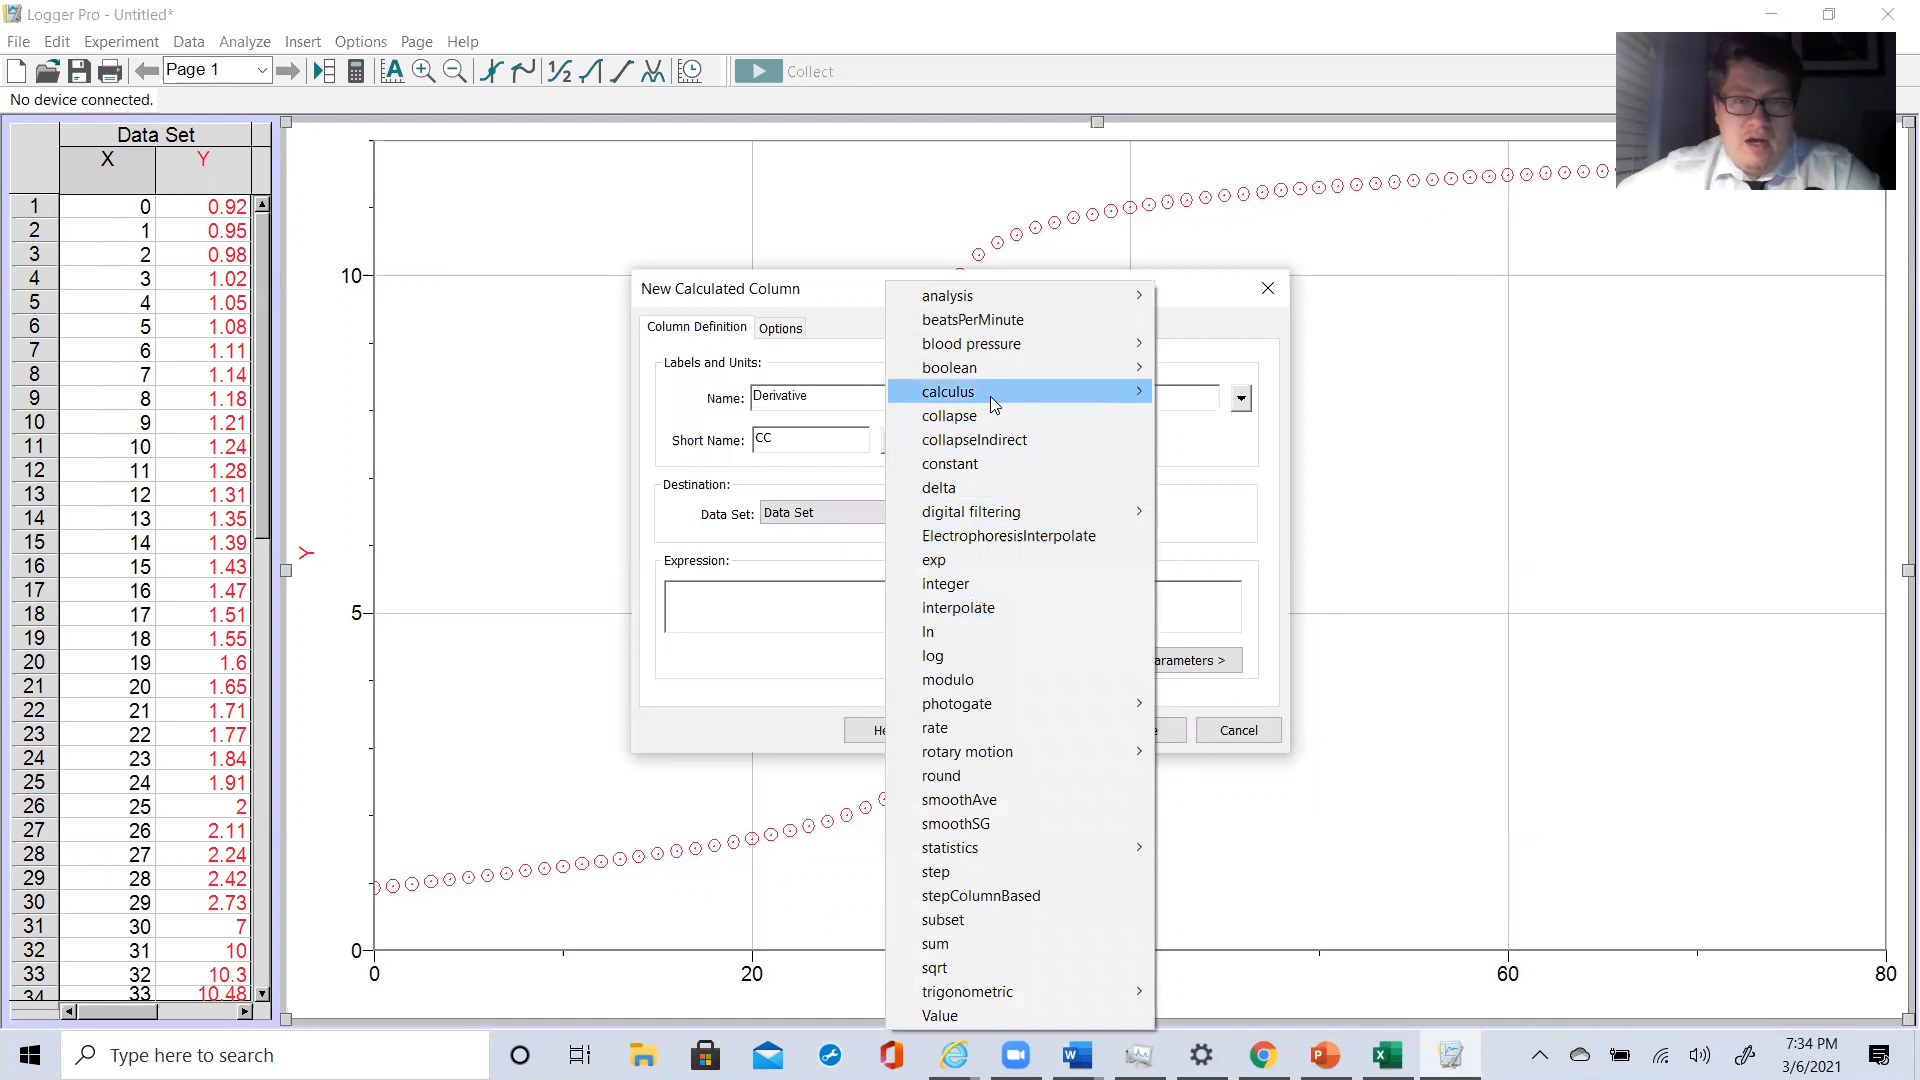 Logger Pro - Untitled*
File Edit Experiment Data Analyze Insert Options Page Help
Page 1
Collect
No device connected.
Data Set
X Y
1 0 0.92
2 1 0.95
3 2 0.98
4 3 1.02
5 4 1.05
6 5 1.08
7 6 1.11
8 7 1.14
9 8 1.18
10 9 1.21
11 10 1.24
12 11 1.28
13 12 1.31
14 13 1.35
15 14 1.39
16 15 1.43
17 16 1.47
18 17 1.51
19 18 1.55
20 19 1.6
21 20 1.65
22 21 1.71
23 22 1.77
24 23 1.84
25 24 1.91
26 25 2
27 26 2.11
28 27 2.24
29 28 2.42
30 29 2.73
31 30 7
32 31 10
33 32 10.3
34 33 10.48
Y
10
5
0
0 20 60 80
New Calculated Column
Column Definition Options
Labels and Units:
Name: Derivative
Short Name: CC
Destination:
Data Set: Data Set
Expression:
arameters >
He
e
Cancel
analysis
beatsPerMinute
blood pressure
boolean
calculus
collapse
collapseIndirect
constant
delta
digital filtering
ElectrophoresisInterpolate
exp
Integer
interpolate
ln
log
modulo
photogate
rate
rotary motion
round
smoothAve
smoothSG
statistics
step
stepColumnBased
subset
sum
sqrt
trigonometric
Value
Type here to search
7:34 PM
3/6/2021